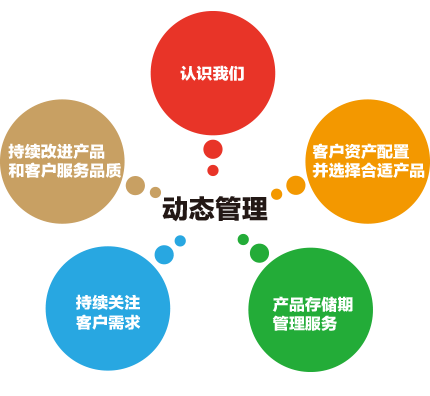 认识我们
持续改进产品
和客户服务品质
客户资产配置
并选择合适产品
动态管理
持续关注
客户需求
产品存储期
管理服务